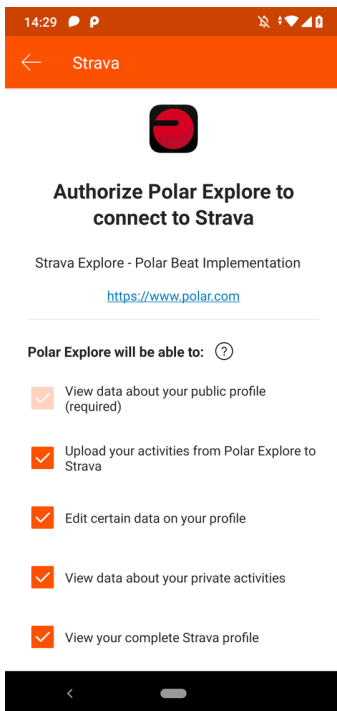 14:29
Strava
Authorize Polar Explore to
connect to Strava
Strava Explore - Polar Beat Implementation
https://www.polar.com
Polar Explore will be able to: ?
View data about your public profile
(required)
Upload your activities from Polar Explore to
Strava
Edit certain data on your profile
View data about your private activities
View your complete Strava profile